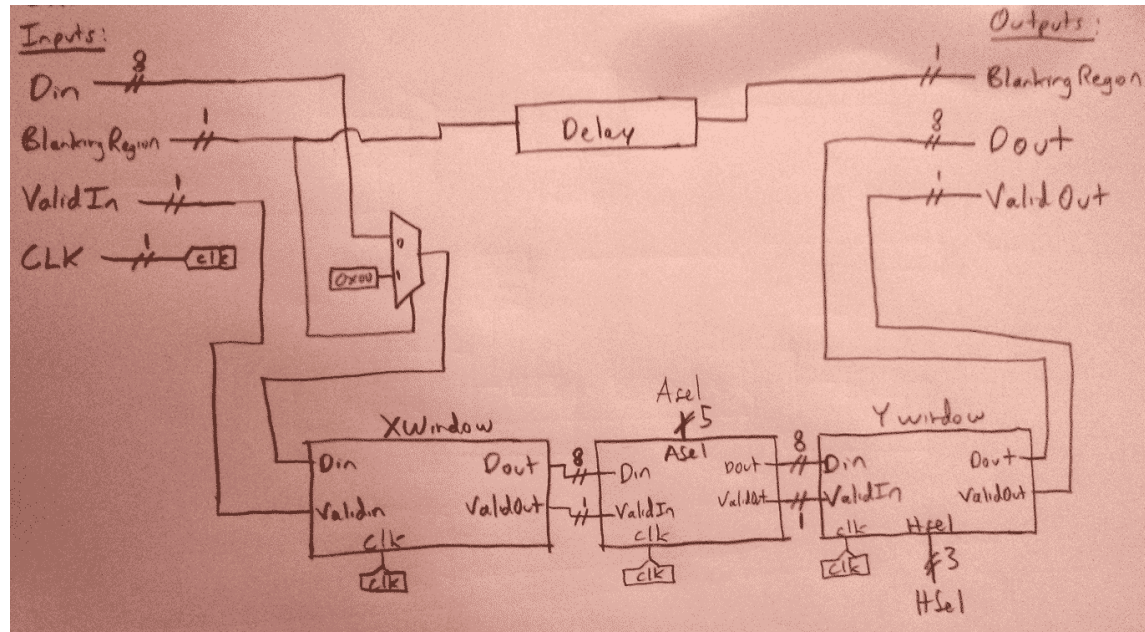 Inputs:
Outputs:
8
Din
1
Blanking Region
1
Valid In
1
CLK
clk
Delay
1
Blanking Region
8
Dout
1
Valid Out
0
0x00
1
XWindow
Din
Dout
Validin
ValidOut
clk
clk
8
1
Asel
5
ASel
Din
Dout
ValidIn
ValidOut
clk
clk
8
1
Ywindow
Din
Dout
ValidIn
ValidOut
clk
Hsel
clk
3
HSel